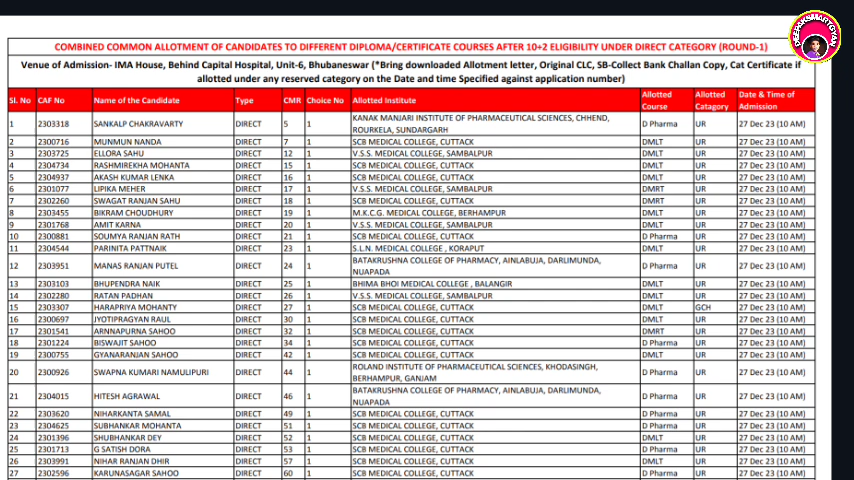 COMBINED COMMON ALLOTMENT OF CANDIDATES TO DIFFERENT DIPLOMA/CERTIFICATE COURSES AFTER 10+2 ELIGIBILITY UNDER DIRECT CATEGORY (ROUND-1)
Venue of Admission- IMA House, Behind Capital Hospital, Unit-6, Bhubaneswar (*Bring downloaded Allotment letter, Original CLC, SB-Collect Bank Challan Copy, Cat Certificate if
allotted under any reserved category on the Date and time Specified against application number)
Sl. No CAF No Name of the Candidate Type CMR Choice No Allotted Institute Allotted Course Allotted Catagory Date & Time of Admission
1 2303318 SANKALP CHAKRAVARTY DIRECT 5 1 KANAK MANJARI INSTITUTE OF PHARMACEUTICAL SCIENCES, CHHEND, ROURKELA, SUNDARGARH D Pharma UR 27 Dec 23 (10 AM)
2 2300716 MUNMUN NANDA DIRECT 7 1 SCB MEDICAL COLLEGE, CUTTACK DMLT UR 27 Dec 23 (10 AM)
3 2303725 ELLORA SAHU DIRECT 12 1 V.S.S. MEDICAL COLLEGE, SAMBALPUR DMLT UR 27 Dec 23 (10 AM)
4 2304734 RASHMIREKHA MOHANTA DIRECT 15 1 SCB MEDICAL COLLEGE, CUTTACK DMLT UR 27 Dec 23 (10 AM)
5 2304937 AKASH KUMAR LENKA DIRECT 16 1 SCB MEDICAL COLLEGE, CUTTACK DMLT UR 27 Dec 23 (10 AM)
6 2301077 LIPIKA MEHER DIRECT 17 1 V.S.S. MEDICAL COLLEGE, SAMBALPUR DMRT UR 27 Dec 23 (10 AM)
7 2302260 SWAGAT RANJAN SAHU DIRECT 18 1 SCB MEDICAL COLLEGE, CUTTACK DMRT UR 27 Dec 23 (10 AM)
8 2303455 BIKRAM CHOUDHURY DIRECT 19 1 M.K.C.G. MEDICAL COLLEGE, BERHAMPUR DMLT UR 27 Dec 23 (10 AM)
9 2301768 AMIT KARNA DIRECT 20 1 V.S.S. MEDICAL COLLEGE, SAMBALPUR DMLT UR 27 Dec 23 (10 AM)
10 2300881 SOUMYA RANJAN RATH DIRECT 21 1 SCB MEDICAL COLLEGE, CUTTACK D Pharma UR 27 Dec 23 (10 AM)
11 2304544 PARINITA PATTNAIK DIRECT 23 1 S.L.N. MEDICAL COLLEGE , KORAPUT DMLT UR 27 Dec 23 (10 AM)
12 2303951 MANAS RANJAN PUTEL DIRECT 24 1 BATAKRUSHNA COLLEGE OF PHARMACY, AINLABUJA, DARLIMUNDA, NUAPADA D Pharma UR 27 Dec 23 (10 AM)
13 2303103 BHUPENDRA NAIK DIRECT 25 1 BHIMA BHOI MEDICAL COLLEGE , BALANGIR DMLT UR 27 Dec 23 (10 AM)
14 2302280 RATAN PADHAN DIRECT 26 1 V.S.S. MEDICAL COLLEGE, SAMBALPUR DMLT UR 27 Dec 23 (10 AM)
15 2303307 HARAPRIYA MOHANTY DIRECT 27 1 SCB MEDICAL COLLEGE, CUTTACK DMLT GCH 27 Dec 23 (10 AM)
16 2300697 JYOTIPRAGYAN RAUL DIRECT 30 1 SCB MEDICAL COLLEGE, CUTTACK DMLT UR 27 Dec 23 (10 AM)
17 2301541 ARNNAPURNA SAHOO DIRECT 32 1 SCB MEDICAL COLLEGE, CUTTACK DMRT UR 27 Dec 23 (10 AM)
18 2301224 BISWAJIT SAHOO DIRECT 34 1 SCB MEDICAL COLLEGE, CUTTACK D Pharma UR 27 Dec 23 (10 AM)
19 2300755 GYANARANJAN SAHOO DIRECT 42 1 SCB MEDICAL COLLEGE, CUTTACK DMLT UR 27 Dec 23 (10 AM)
20 2300926 SWAPNA KUMARI NAMULIPURI DIRECT 44 1 ROLAND INSTITUTE OF PHARMACEUTICAL SCIENCES, KHODASINGH, BERHAMPUR, GANJAM D Pharma UR 27 Dec 23 (10 AM)
21 2304015 HITESH AGRAWAL DIRECT 46 1 BATAKRUSHNA COLLEGE OF PHARMACY, AINLABUJA, DARLIMUNDA, NUAPADA D Pharma UR 27 Dec 23 (10 AM)
22 2303620 NIHARKANTA SAMAL DIRECT 49 1 SCB MEDICAL COLLEGE, CUTTACK D Pharma UR 27 Dec 23 (10 AM)
23 2304625 SUBHANKAR MOHANTA DIRECT 51 1 SCB MEDICAL COLLEGE, CUTTACK D Pharma UR 27 Dec 23 (10 AM)
24 2301396 SHUBHANKAR DEY DIRECT 52 1 SCB MEDICAL COLLEGE, CUTTACK DMLT UR 27 Dec 23 (10 AM)
25 2301713 G SATISH DORA DIRECT 53 1 SCB MEDICAL COLLEGE, CUTTACK D Pharma UR 27 Dec 23 (10 AM)
26 2303991 NIHAR RANJAN DHIR DIRECT 57 1 SCB MEDICAL COLLEGE, CUTTACK DMLT UR 27 Dec 23 (10 AM)
27 2302596 KARUNASAGAR SAHOO DIRECT 60 1 SCB MEDICAL COLLEGE, CUTTACK D Pharma UR 27 Dec 23 (10 AM)
DEEPAKSMARTGYAN